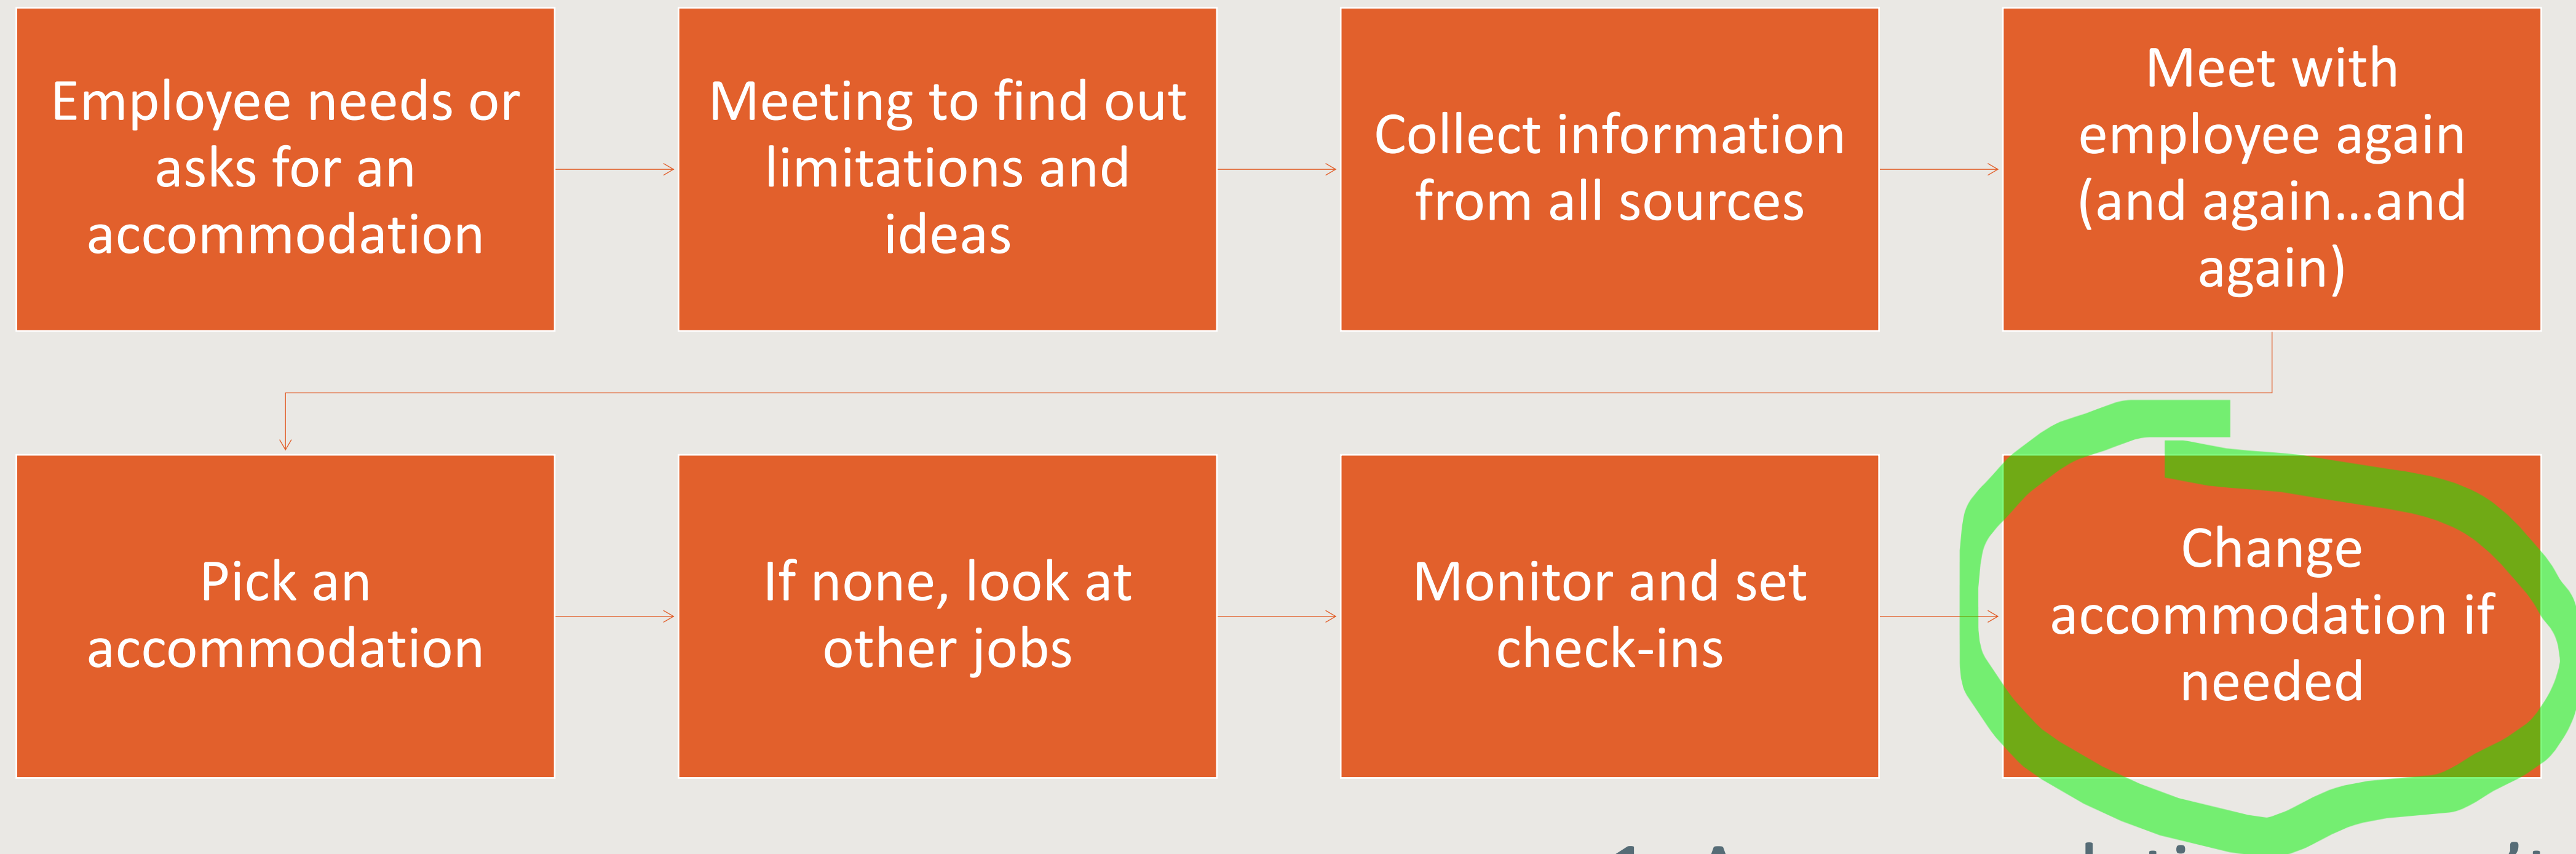 Employee needs or
asks for an
accommodation
Meeting to find out
limitations and
ideas
Collect information
from all sources
Meet with
employee again
(and again...and
again)
Pick an
accommodation
If none, look at
other jobs
Monitor and set
check-ins
Change
accommodation if
needed